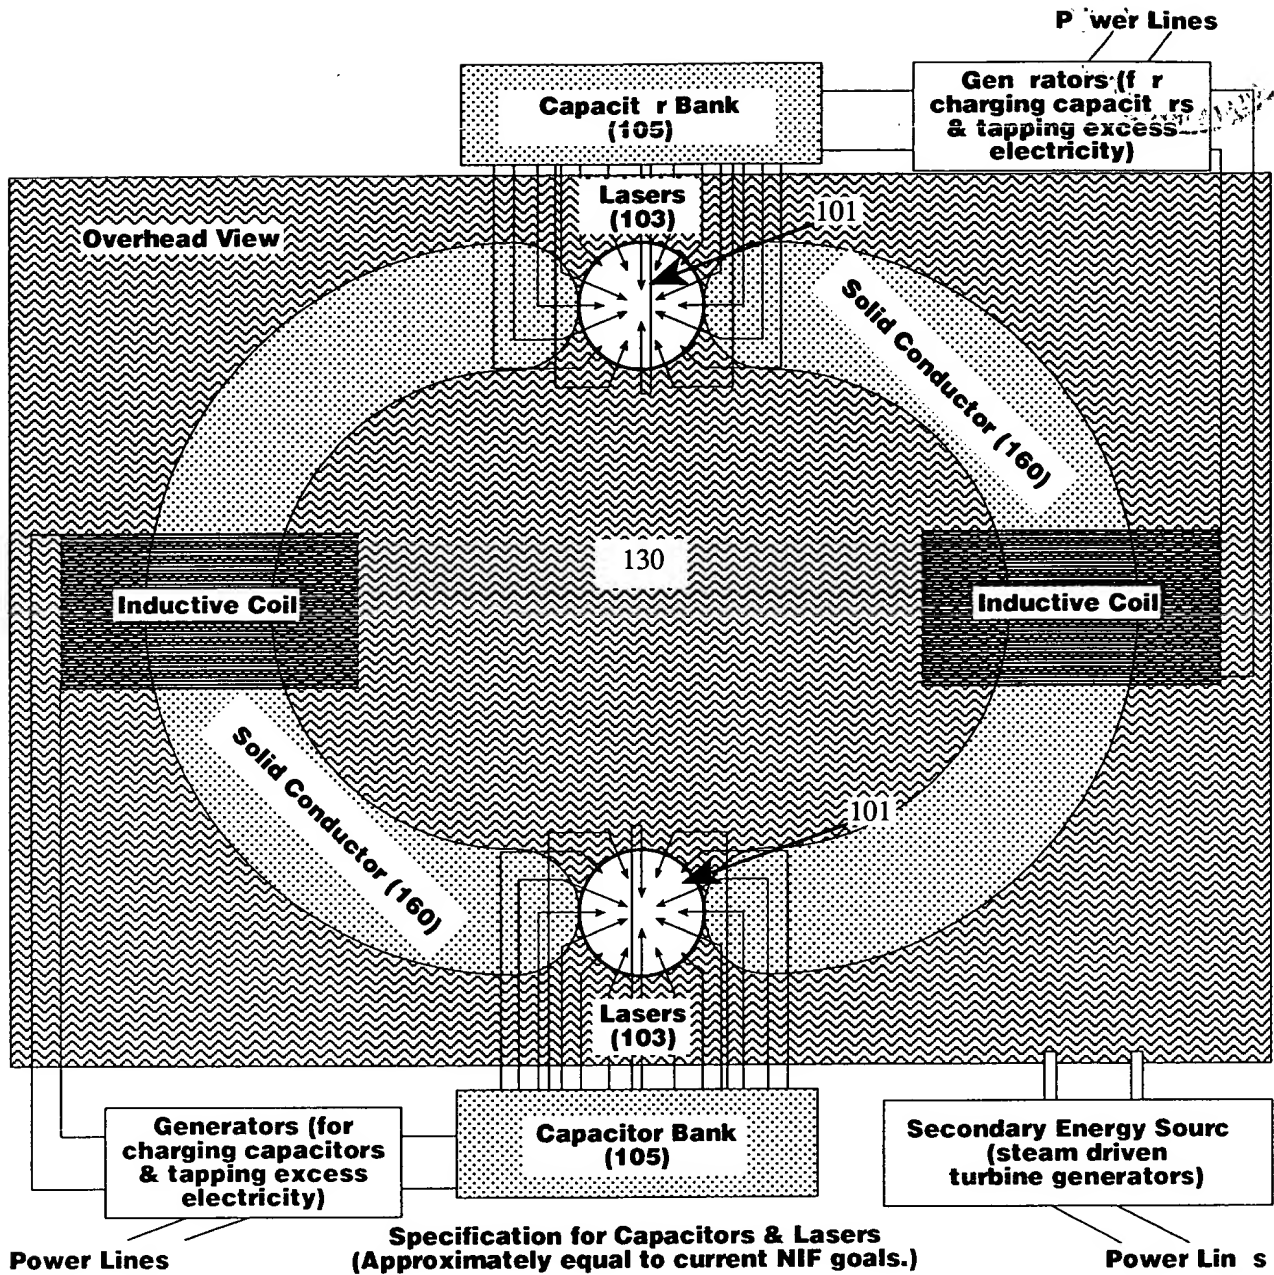 P wer Lines
Capacit r Bank
(105)
Gen rators (f r
charging capacit rs
& tapping excess
electricity)
Lasers
(103)
101
Overhead View
Solid Conductor (160)
130
Inductive Coil
Inductive Coil
Solid Conductor (160)
101
Lasers
(103)
Generators (for
charging capacitors
& tapping excess
electricity)
Capacitor Bank
(105)
Secondary Energy Sourc
(steam driven
turbine generators)
Specification for Capacitors & Lasers
(Approximately equal to current NIF goals.)
Power Lines
Power Lin s